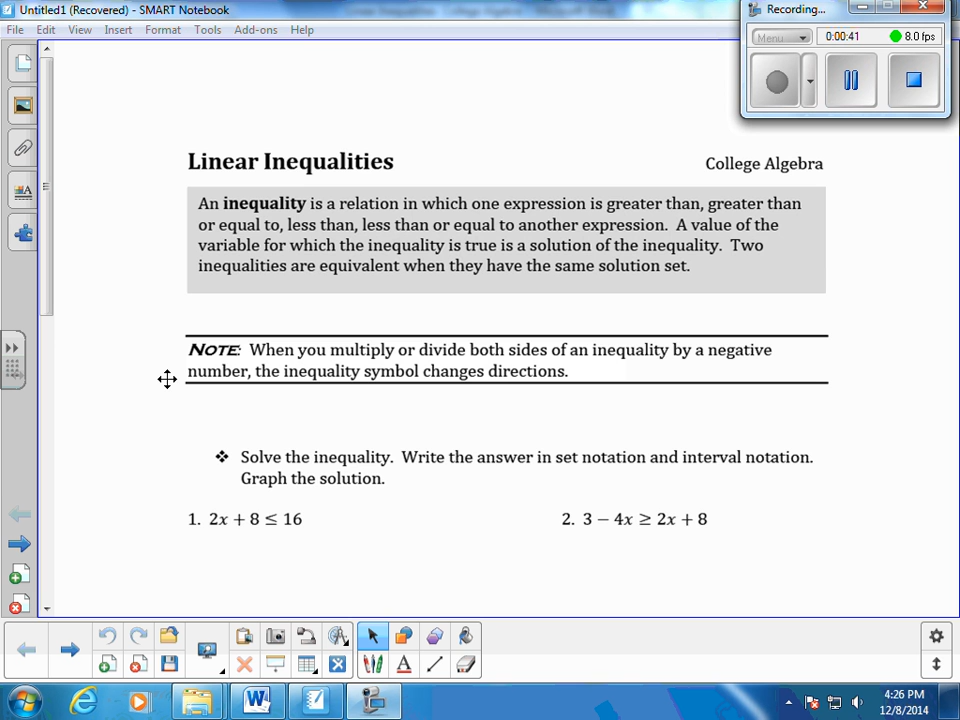 Untitled1 (Recovered) - SMART Notebook
Recording...
File Edit View Insert Format Tools Add-ons Help
Menu 0:00:41 8.0 fps
Linear Inequalities College Algebra
An inequality is a relation in which one expression is greater than, greater than
or equal to, less than, less than or equal to another expression. A value of the
variable for which the inequality is true is a solution of the inequality. Two
inequalities are equivalent when they have the same solution set.
NOTE: When you multiply or divide both sides of an inequality by a negative
number, the inequality symbol changes directions.
❖ Solve the inequality. Write the answer in set notation and interval notation.
Graph the solution.
1. 2x + 8 ≤ 16 2. 3 − 4x ≥ 2x + 8
4:26 PM
12/8/2014